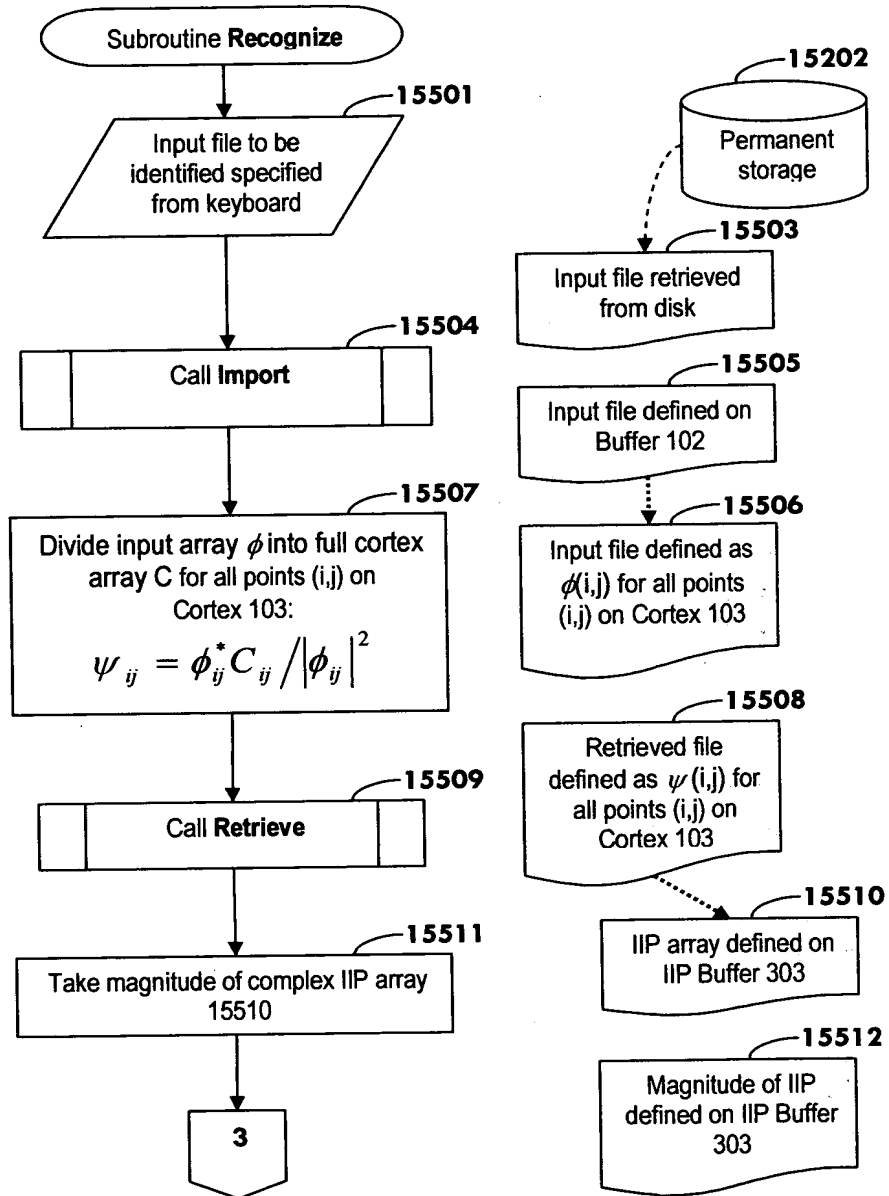 Subroutine Recognize
15501
Input file to be
identified specified
from keyboard
15202
Permanent
storage
15503
Input file retrieved
from disk
15504
Call Import
15505
Input file defined on
Buffer 102
15507
Divide input array ϕ into full cortex
array C for all points (i,j) on
Cortex 103:
ψ_ij = ϕ*_ij C_ij / |ϕ_ij|²
15506
Input file defined as
ϕ(i,j) for all points
(i,j) on Cortex 103
15508
Retrieved file
defined as ψ(i,j) for
all points (i,j) on
Cortex 103
15509
Call Retrieve
15510
IIP array defined on
IIP Buffer 303
15511
Take magnitude of complex IIP array
15510
15512
Magnitude of IIP
defined on IIP Buffer
303
3